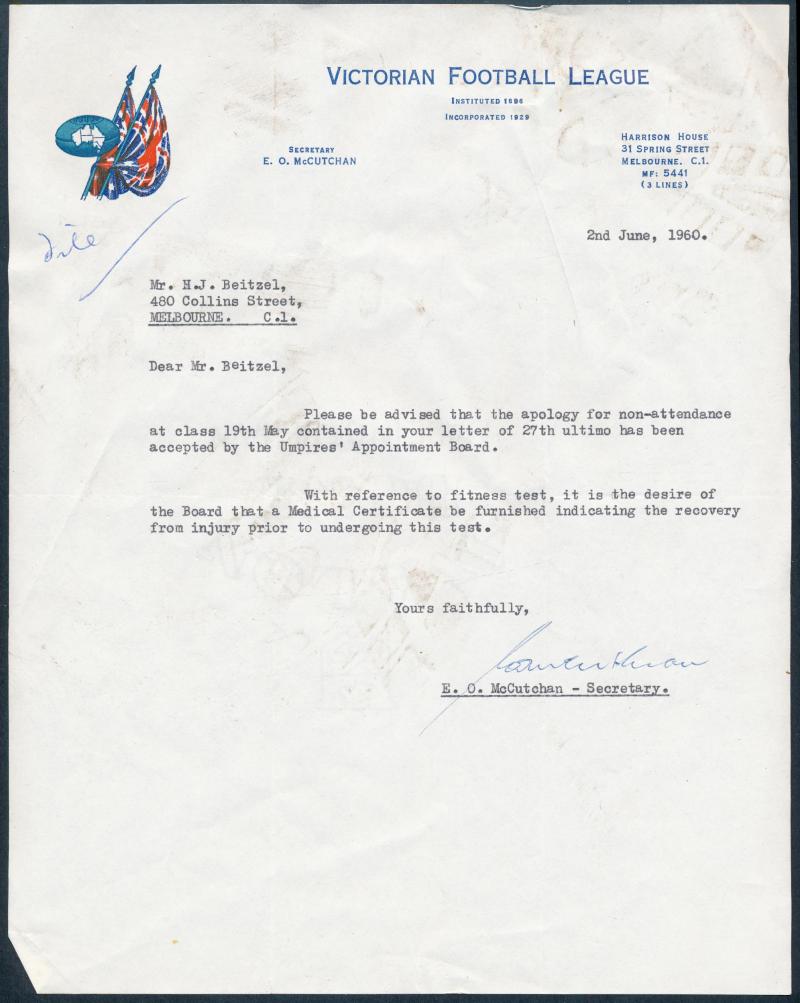 VICTORIAN FOOTBALL LEAGUE
INSTITUTED 1896
INCORPORATED 1929
SECRETARY
E. O. McCUTCHAN
HARRISON HOUSE
31 SPRING STREET
MELBOURNE. C.1.
MF: 5441
(3 LINES)
2nd June, 1960.
file
Mr. H.J. Beitzel,
480 Collins Street,
MELBOURNE. C.1.
Dear Mr. Beitzel,
Please be advised that the apology for non-attendance
at class 19th May contained in your letter of 27th ultimo has been
accepted by the Umpires' Appointment Board.
With reference to fitness test, it is the desire of
the Board that a Medical Certificate be furnished indicating the recovery
from injury prior to undergoing this test.
Yours faithfully,
E. O. McCutchan - Secretary.